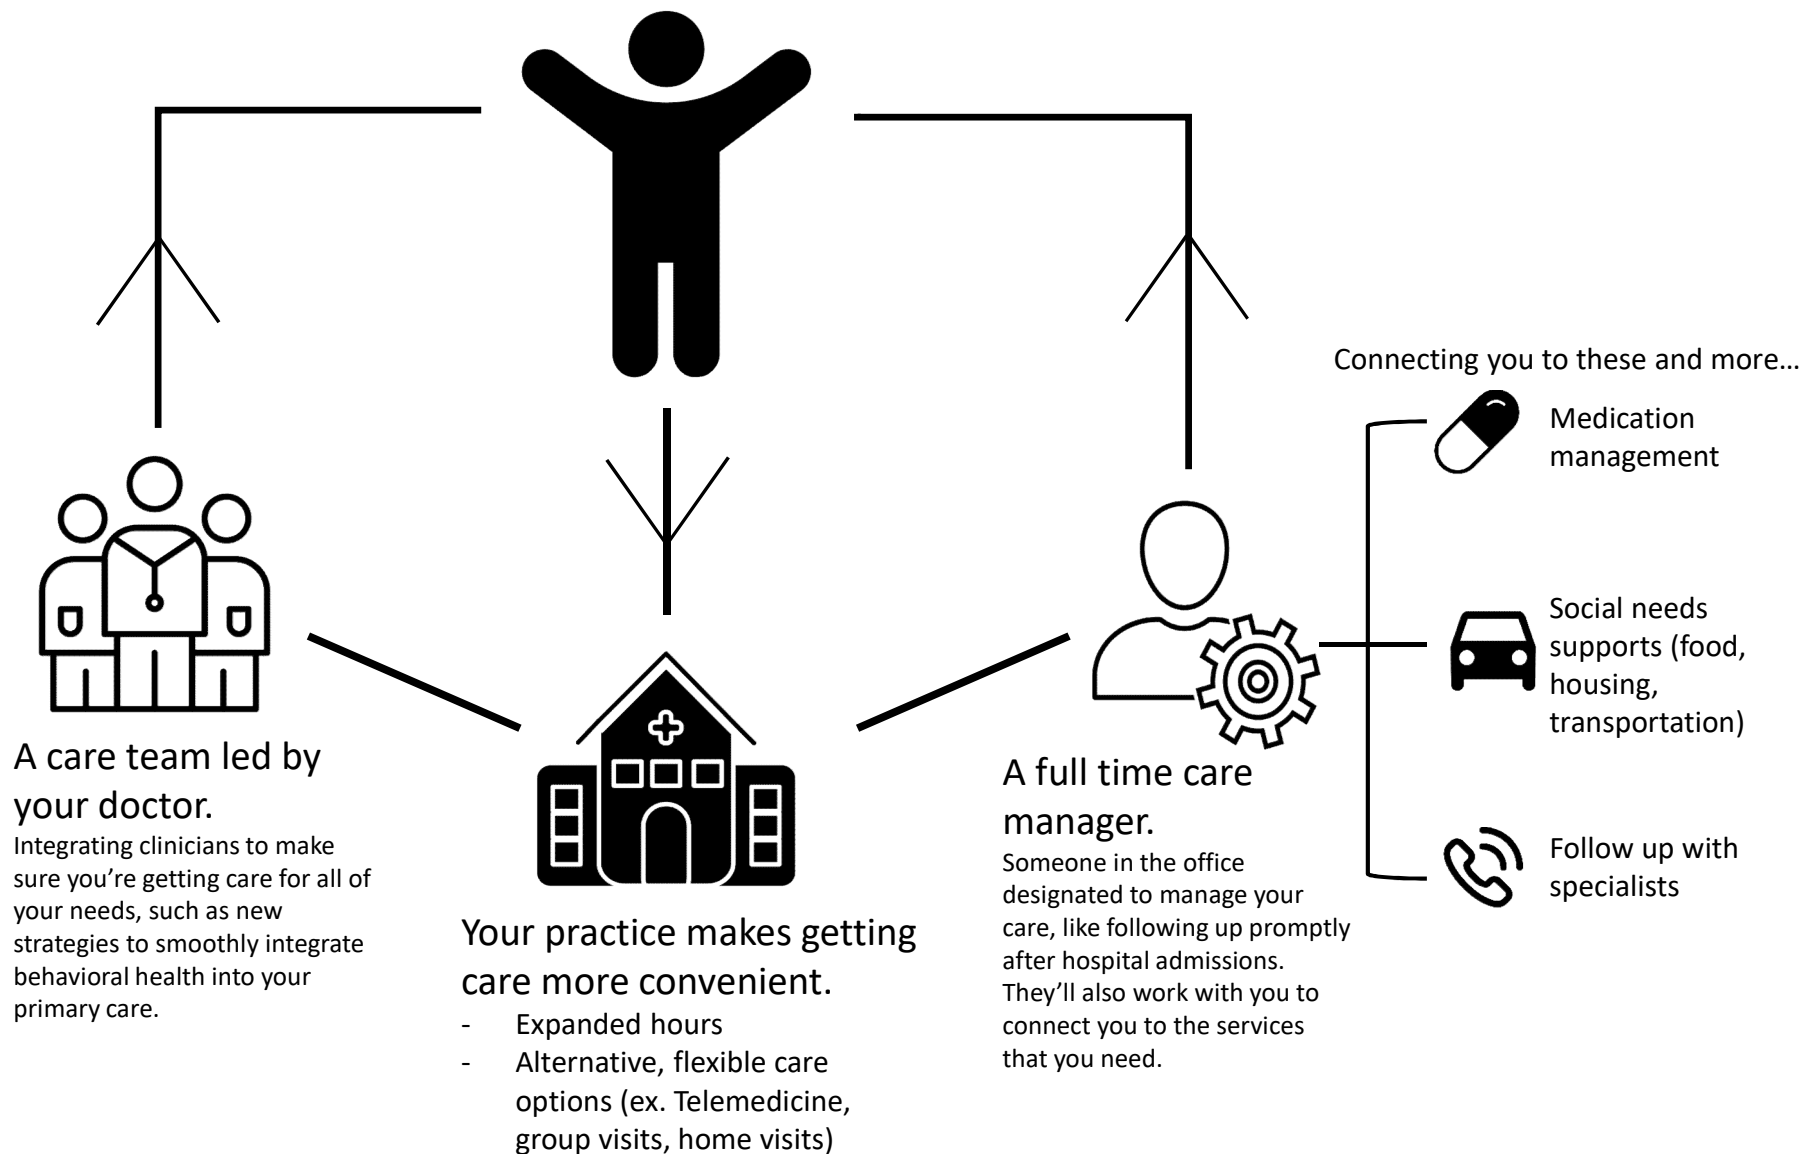 Connecting you to these and more…
Medication
management
Social needs
supports (food,
housing,
transportation)
Follow up with
specialists
A care team led by
your doctor.
Integrating clinicians to make
sure you’re getting care for all of
your needs, such as new
strategies to smoothly integrate
behavioral health into your
primary care.
Your practice makes getting
care more convenient.
- Expanded hours
- Alternative, flexible care
options (ex. Telemedicine,
group visits, home visits)
A full time care
manager.
Someone in the office
designated to manage your
care, like following up promptly
after hospital admissions.
They’ll also work with you to
connect you to the services
that you need.